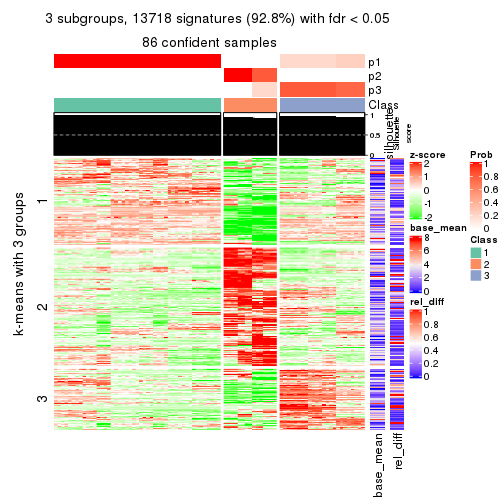 3 subgroups, 13718 signatures (92.8%) with fdr < 0.05
86 confident samples
p1
p2
p3
Class
1
0.5
0
silhouette
Silhouette
score
k-means with 3 groups
1
2
3
base_mean
rel_diff
z-score
2
1
0
-1
-2
base_mean
8
6
4
2
0
rel_diff
1
0.8
0.6
0.4
0.2
0
Prob
1
0.8
0.6
0.4
0.2
0
Class
1
2
3